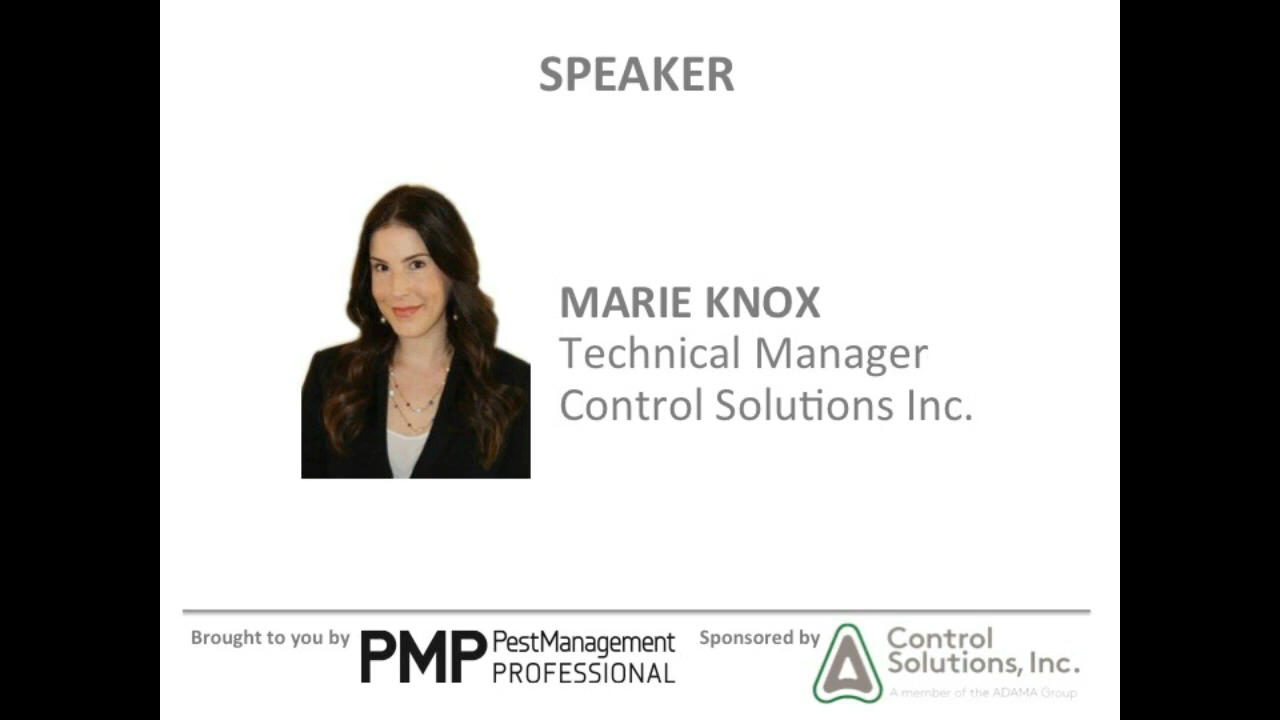 SPEAKER
MARIE KNOX
Technical Manager
Control Solutions Inc.
Brought to you by
PMP
PestManagement
PROFESSIONAL
Sponsored by
Control
Solutions, Inc.
A member of the ADAMA Group